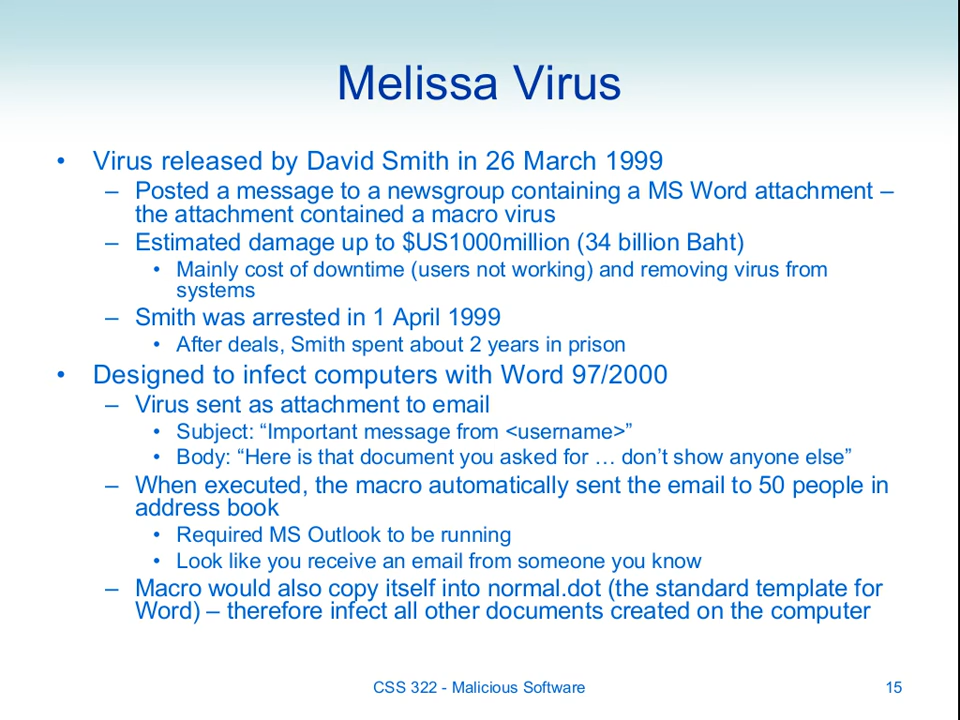 Melissa Virus
• Virus released by David Smith in 26 March 1999
– Posted a message to a newsgroup containing a MS Word attachment –
the attachment contained a macro virus
– Estimated damage up to $US1000million (34 billion Baht)
• Mainly cost of downtime (users not working) and removing virus from
systems
– Smith was arrested in 1 April 1999
• After deals, Smith spent about 2 years in prison
• Designed to infect computers with Word 97/2000
– Virus sent as attachment to email
• Subject: “Important message from <username>”
• Body: “Here is that document you asked for … don’t show anyone else”
– When executed, the macro automatically sent the email to 50 people in
address book
• Required MS Outlook to be running
• Look like you receive an email from someone you know
– Macro would also copy itself into normal.dot (the standard template for
Word) – therefore infect all other documents created on the computer
CSS 322 - Malicious Software
15